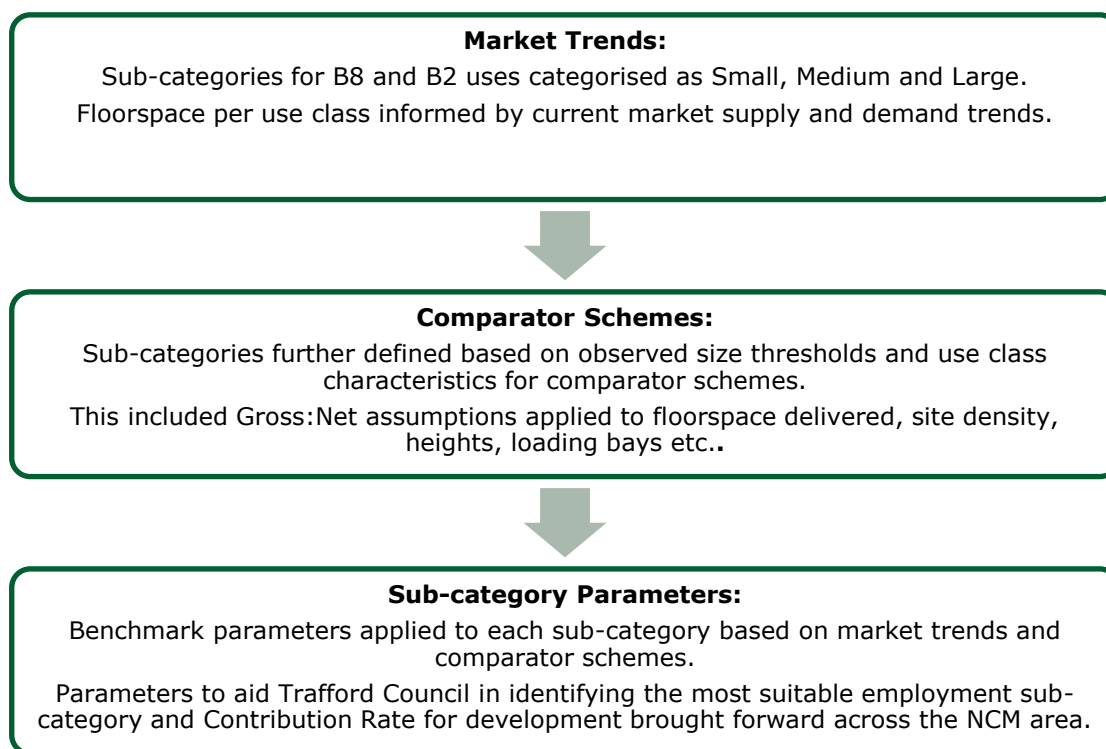 Market Trends:
Sub-categories for B8 and B2 uses categorised as Small, Medium and Large.
Floorspace per use class informed by current market supply and demand trends.
Comparator Schemes:
Sub-categories further defined based on observed size thresholds and use class
characteristics for comparator schemes.
This included Gross:Net assumptions applied to floorspace delivered, site density,
heights, loading bays etc..
Sub-category Parameters:
Benchmark parameters applied to each sub-category based on market trends and
comparator schemes.
Parameters to aid Trafford Council in identifying the most suitable employment sub-
category and Contribution Rate for development brought forward across the NCM area.